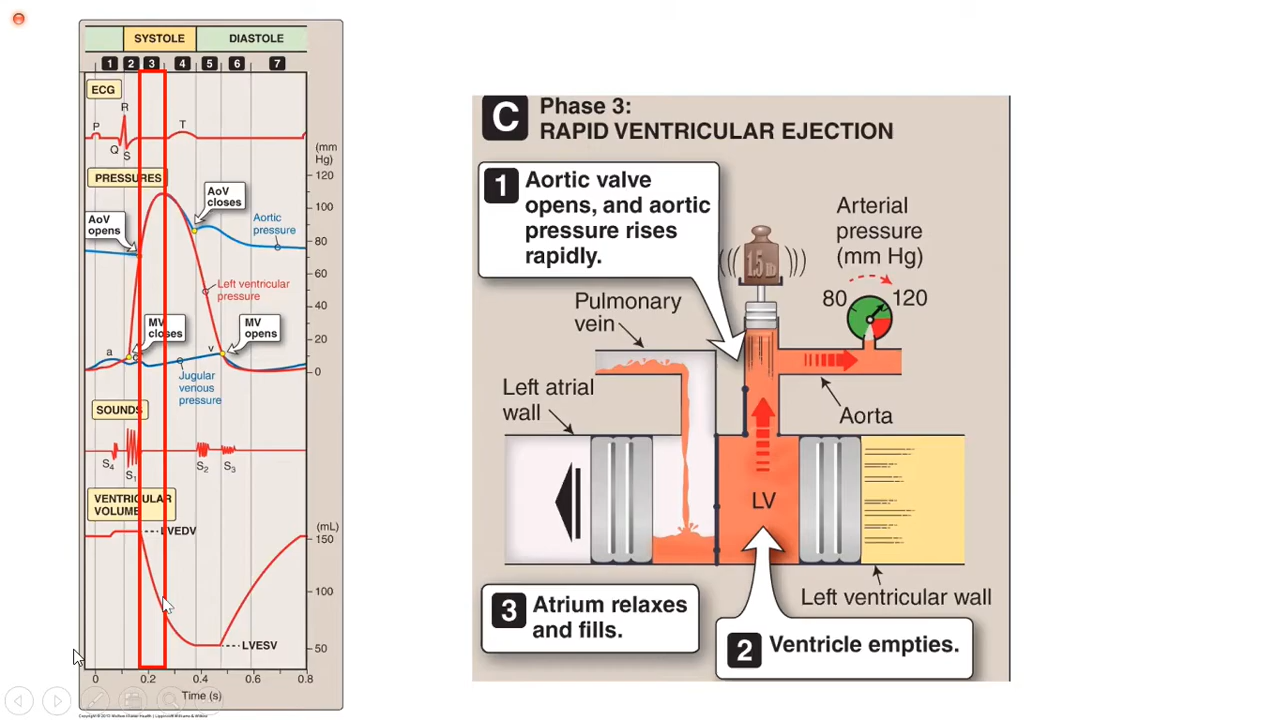 SYSTOLE
DIASTOLE
1 2 3 4 5 6 7
ECG
P
Q
R
S
T
(mm
Hg)
PRESSURES
120
100
80
60
40
20
0
AoV
closes
AoV
opens
Aortic
pressure
Left ventricular
pressure
MV
closes
MV
opens
a
v
Jugular
venous
pressure
SOUNDS
S4
S1
S2
S3
VENTRICULAR
VOLUME
(mL)
LVEDV
150
100
LVESV
50
0 0.2 0.4 0.6 0.8
Time (s)
C
Phase 3:
RAPID VENTRICULAR EJECTION
1
Aortic valve
opens, and aortic
pressure rises
rapidly.
Arterial
pressure
(mm Hg)
80
120
Pulmonary
vein
Left atrial
wall
Aorta
LV
Left ventricular wall
3
Atrium relaxes
and fills.
2
Ventricle empties.